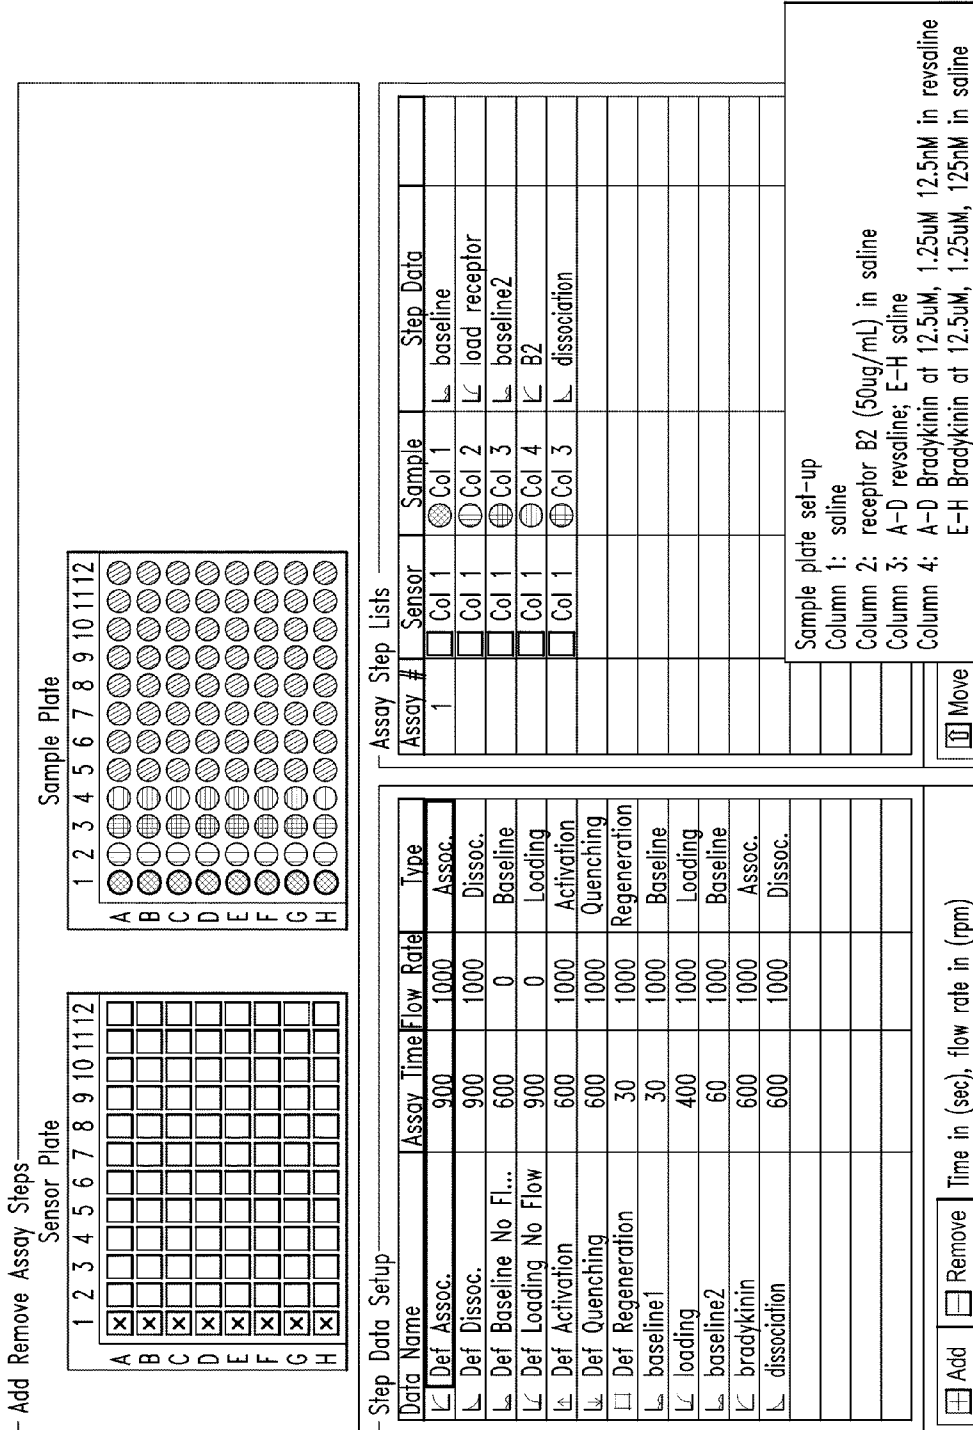 Add Remove Assay Steps
Sensor Plate
1 2 3 4 5 6 7 8 9 10 11 12
A
B
C
D
E
F
G
H
Sample Plate
1 2 3 4 5 6 7 8 9 10 11 12
A
B
C
D
E
F
G
H
Step Data Setup
Data Name Assay Time Flow Rate Type
Def Assoc. 900 1000 Assoc.
Def Dissoc. 900 1000 Dissoc.
Def Baseline No Fl... 600 0 Baseline
Def Loading No Flow 900 0 Loading
Def Activation 600 1000 Activation
Def Quenching 600 1000 Quenching
Def Regeneration 30 1000 Regeneration
baseline1 30 1000 Baseline
loading 400 1000 Loading
baseline2 60 1000 Baseline
bradykinin 600 1000 Assoc.
dissociation 600 1000 Dissoc.
Add Remove Time in (sec), flow rate in (rpm)
Assay Step Lists
Assay # Sensor Sample Step Data
1 Col 1 Col 1 baseline
Col 1 Col 2 load receptor
Col 1 Col 3 baseline2
Col 1 Col 4 B2
Col 1 Col 3 dissociation
Move
Sample plate set-up
Column 1: saline
Column 2: receptor B2 (50ug/mL) in saline
Column 3: A-D revsaline; E-H saline
Column 4: A-D Bradykinin at 12.5uM, 1.25uM 12.5nM in revsaline
E-H Bradykinin at 12.5uM, 1.25uM, 125nM in saline